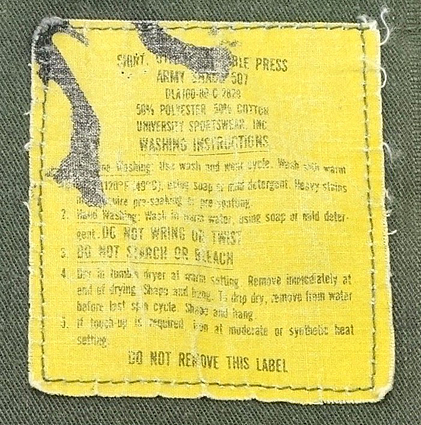 SHIRT, PRESS
ARMY SHADE 507
DLA100-80-C-2828
50% POLYESTER 50% COTTON
UNIVERSITY SPORTSWEAR, INC
WASHING INSTRUCTIONS
Washing: Use wash and wear cycle. Wash with warm
(120°F (49°C), using soap or mild detergent. Heavy stains
pre-soaking or pre spotting.
2. Hand Washing: Wash in warm water, using soap or mild deter-
gent. DO NOT WRING OR TWIST
3. DO NOT STARCH OR BLEACH
4. Dry in tumble dryer at warm setting. Remove immediately at
end of drying. Shape and hang. To drip dry, remove from water
before last spin cycle. Shape and hang.
5. If touch-up is required, iron at moderate or synthetic heat
setting.
DO NOT REMOVE THIS LABEL